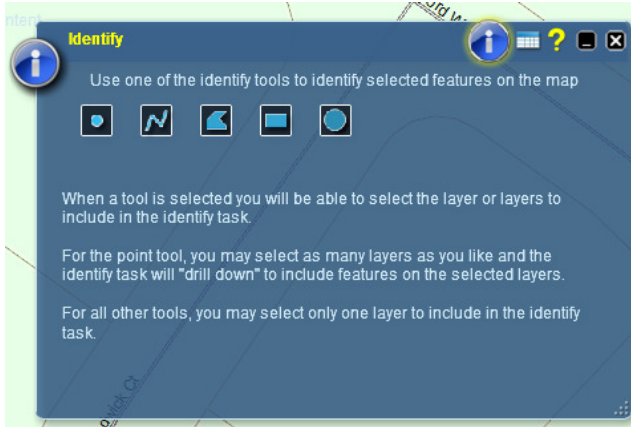 Identify
Use one of the identify tools to identify selected features on the map
When a tool is selected you will be able to select the layer or layers to
include in the identify task.
For the point tool, you may select as many layers as you like and the
identify task will "drill down" to include features on the selected layers.
For all other tools, you may select only one layer to include in the identify
task.